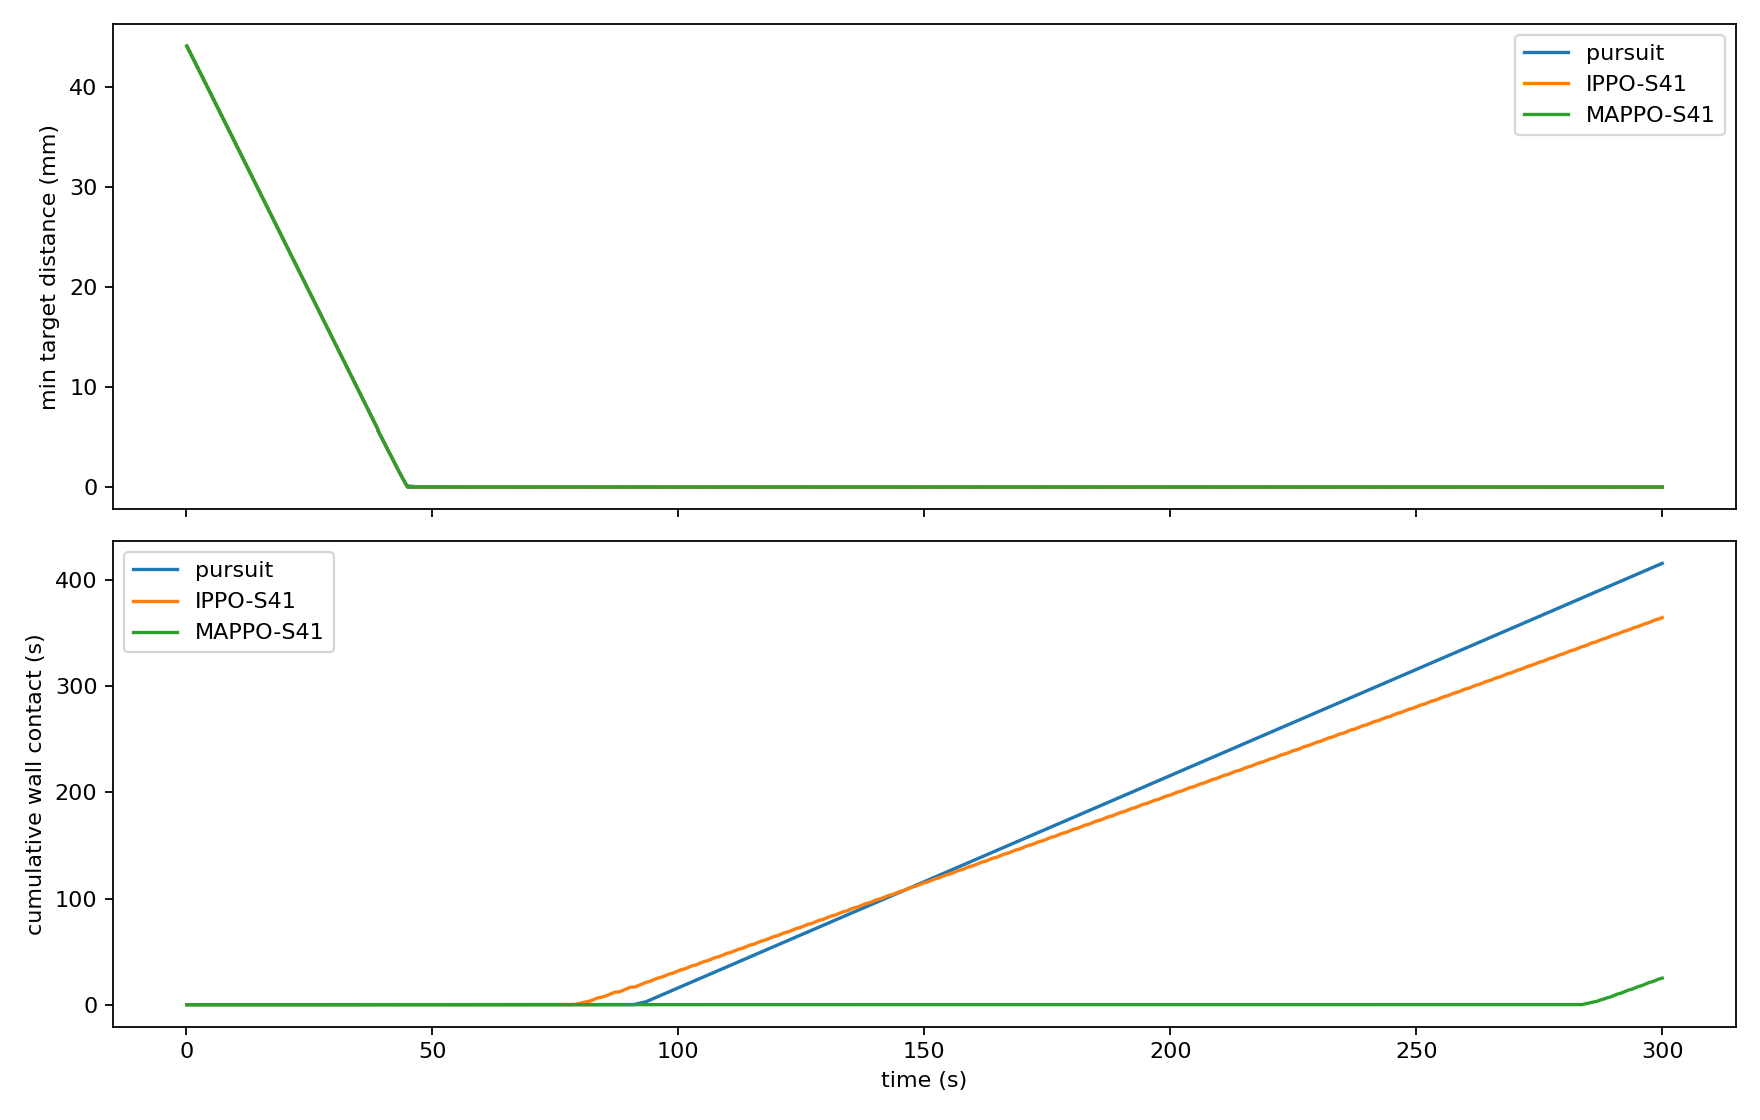 min target distance (mm)
40
30
20
10
0
pursuit
IPPO-S41
MAPPO-S41
cumulative wall contact (s)
400
300
200
100
0
pursuit
IPPO-S41
MAPPO-S41
0 50 100 150 200 250 300
time (s)